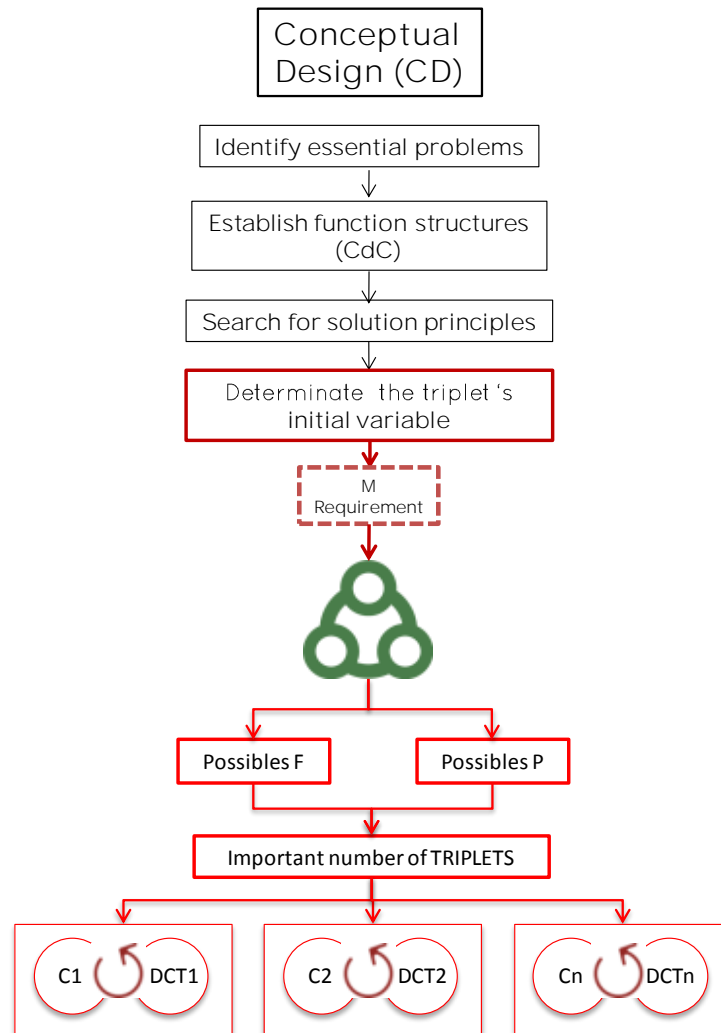 Conceptual
Design (CD)
Identify essential problems
Establish function structures
(CdC)
Search for solution principles
Determinate the triplet 's
initial variable
M
Requirement
Possibles F
Possibles P
Important number of TRIPLETS
C1
DCT1
C2
DCT2
Cn
DCTn